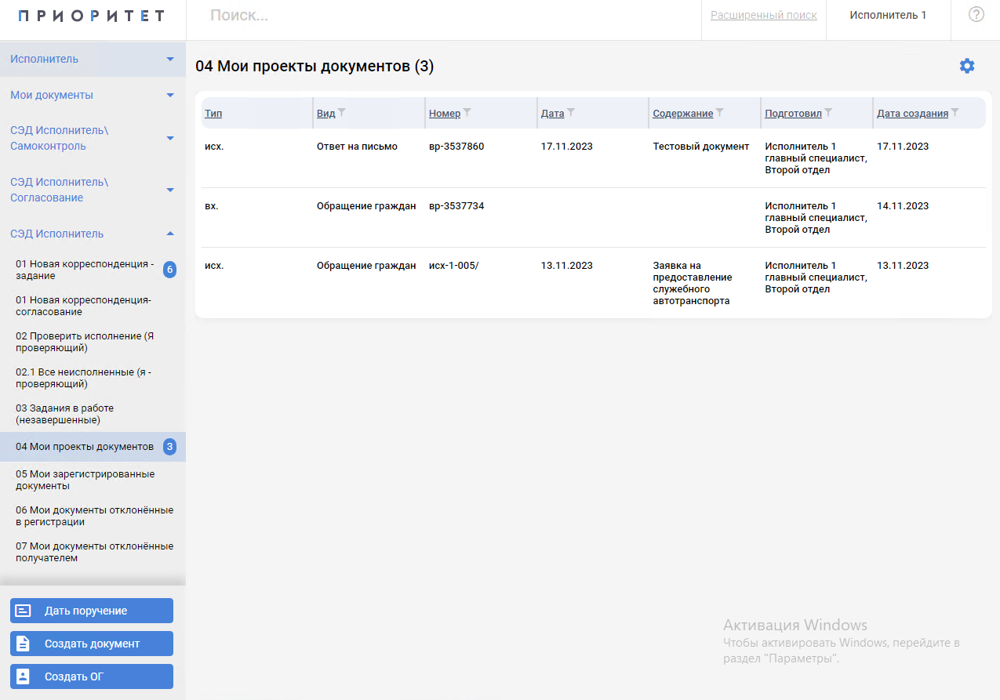 ПРИОРИТЕТ
Поиск...
Расширенный поиск
Исполнитель 1
?
Исполнитель
Мои документы
СЭД Исполнитель\
Самоконтроль
СЭД Исполнитель\
Согласование
СЭД Исполнитель
01 Новая корреспонденция -
задание
6
01 Новая корреспонденция-
согласование
02 Проверить исполнение (Я
проверяющий)
02.1 Все неисполненные (я -
проверяющий)
03 Задания в работе
(незавершенные)
04 Мои проекты документов
3
05 Мои зарегистрированные
документы
06 Мои документы отклонённые
в регистрации
07 Мои документы отклонённые
получателем
Дать поручение
Создать документ
Создать ОГ
04 Мои проекты документов (3)
Тип Вид Номер Дата Содержание Подготовил Дата создания
исх. Ответ на письмо вр-3537860 17.11.2023 Тестовый документ Исполнитель 1 17.11.2023
главный специалист,
Второй отдел
вх. Обращение граждан вр-3537734 Исполнитель 1 14.11.2023
главный специалист,
Второй отдел
исх. Обращение граждан исх-1-005/ 13.11.2023 Заявка на Исполнитель 1 13.11.2023
предоставление главный специалист,
служебного Второй отдел
автотранспорта
Активация Windows
Чтобы активировать Windows, перейдите в
раздел "Параметры".